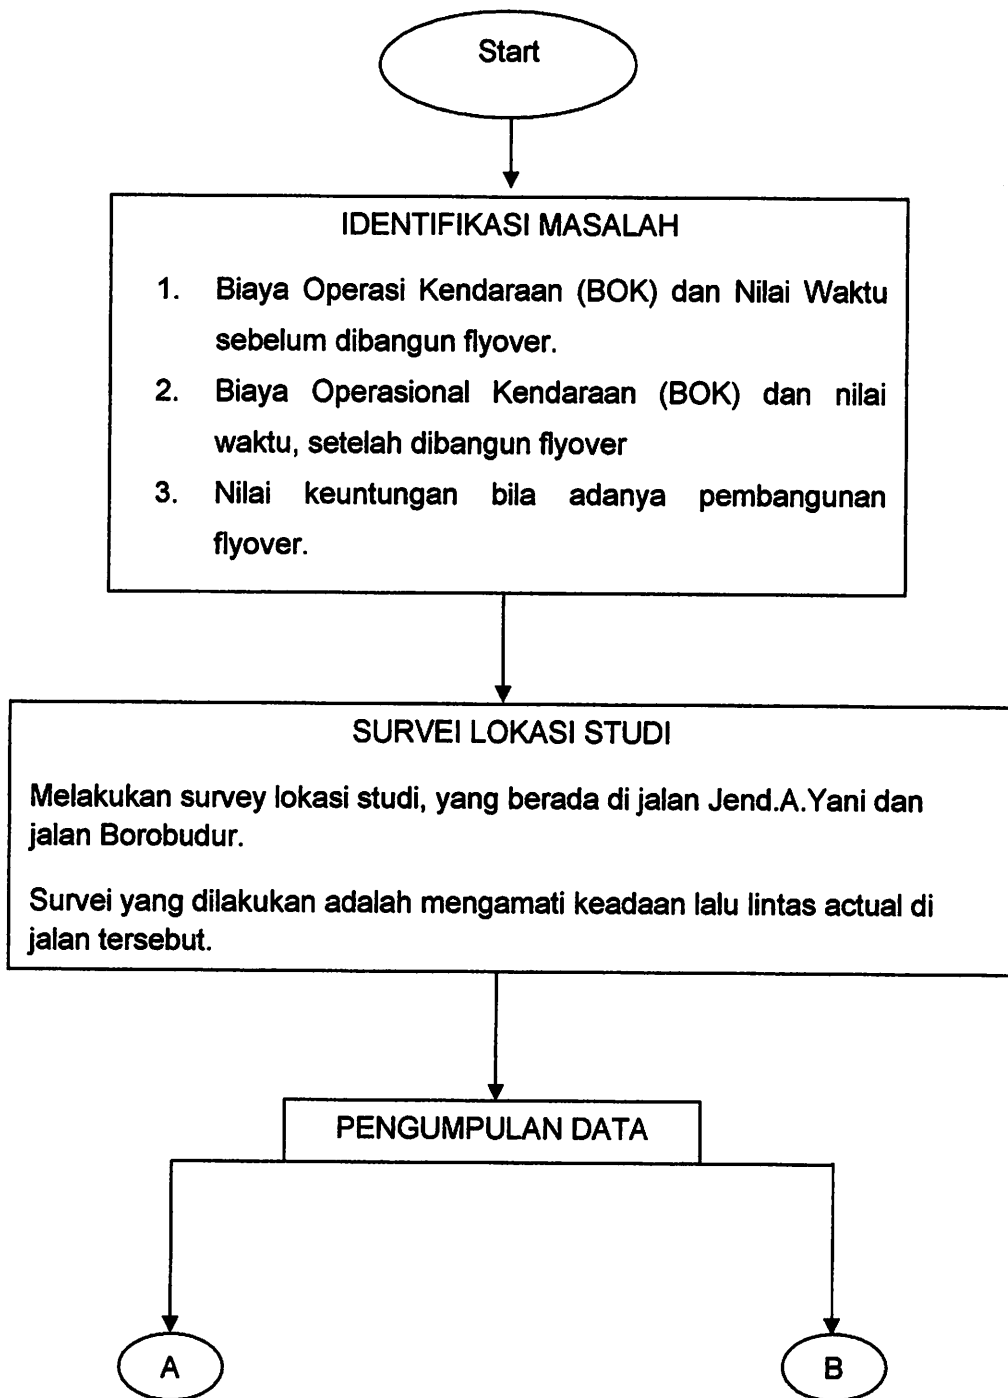 Start
IDENTIFIKASI MASALAH
1. Biaya Operasi Kendaraan (BOK) dan Nilai Waktu
sebelum dibangun flyover.
2. Biaya Operasional Kendaraan (BOK) dan nilai
waktu, setelah dibangun flyover
3. Nilai keuntungan bila adanya pembangunan
flyover.
SURVEI LOKASI STUDI
Melakukan survey lokasi studi, yang berada di jalan Jend.A.Yani dan
jalan Borobudur.
Survei yang dilakukan adalah mengamati keadaan lalu lintas actual di
jalan tersebut.
PENGUMPULAN DATA
A
B